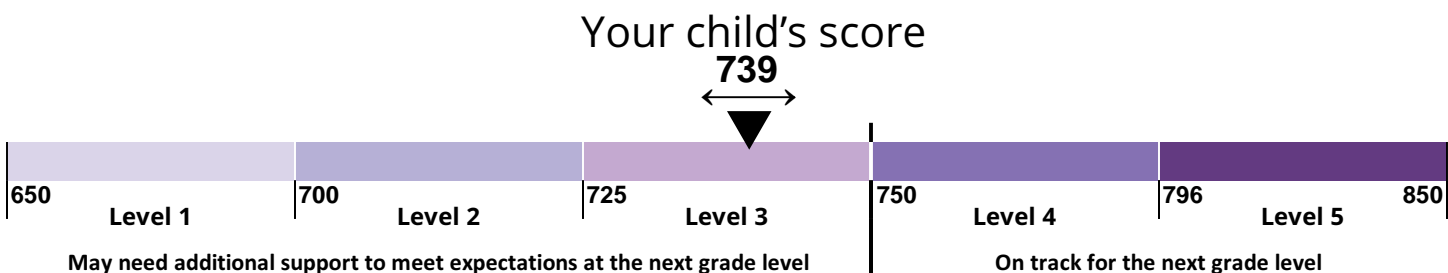 Your child’s score
739
650 700 725 750 796 850
Level 1 Level 2 Level 3 Level 4 Level 5
May need additional support to meet expectations at the next grade level On track for the next grade level